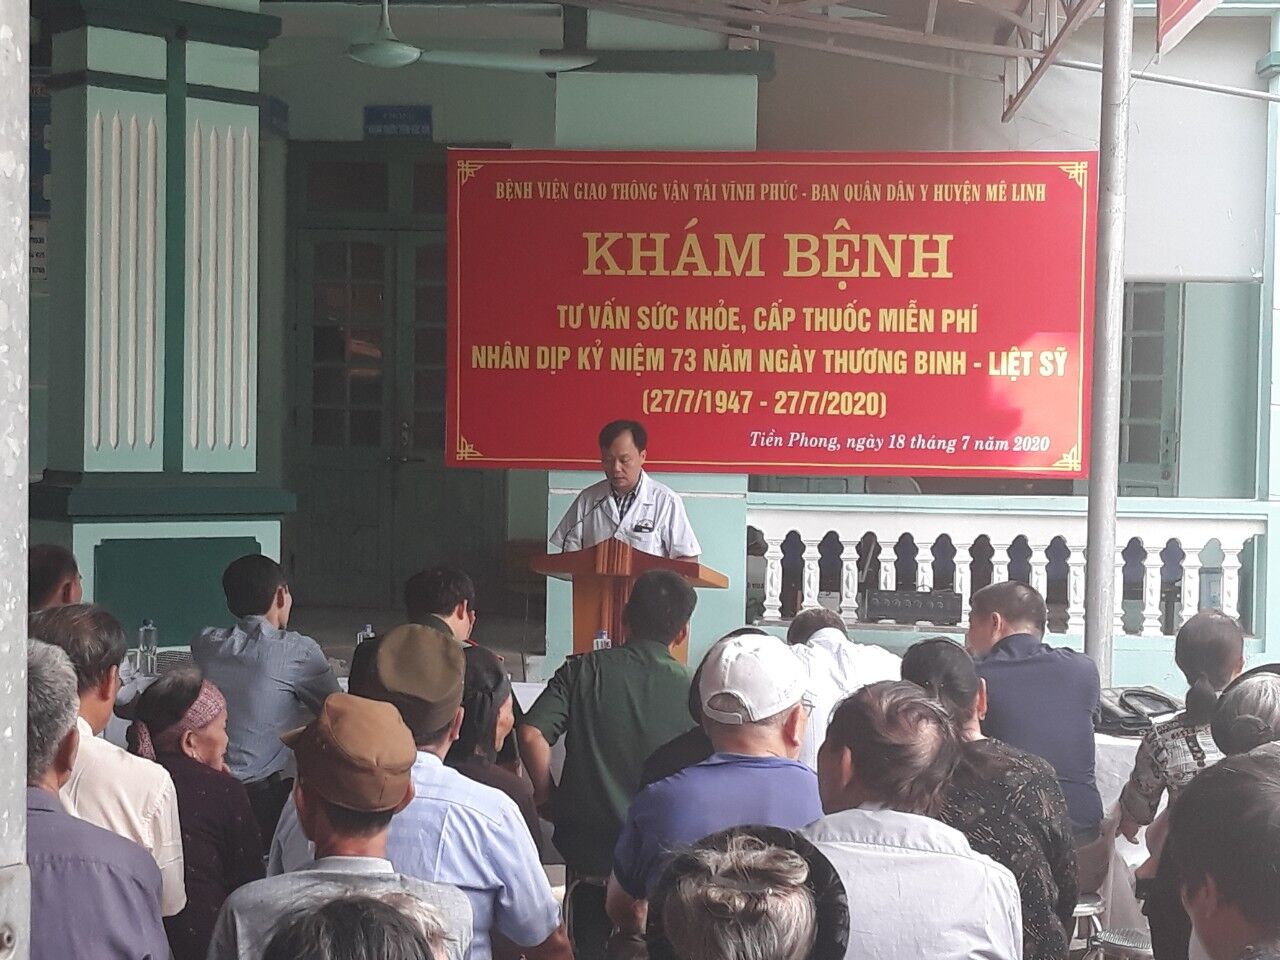 BỆNH VIỆN GIAO THÔNG VẬN TẢI VĨNH PHÚC - BAN QUÂN DÂN Y HUYỆN MÊ LINH
KHÁM BỆNH
TƯ VẤN SỨC KHỎE, CẤP THUỐC MIỄN PHÍ
NHÂN DỊP KỶ NIỆM 73 NĂM NGÀY THƯƠNG BINH - LIỆT SỸ
(27/7/1947 - 27/7/2020)
Tiền Phong, ngày 18 tháng 7 năm 2020